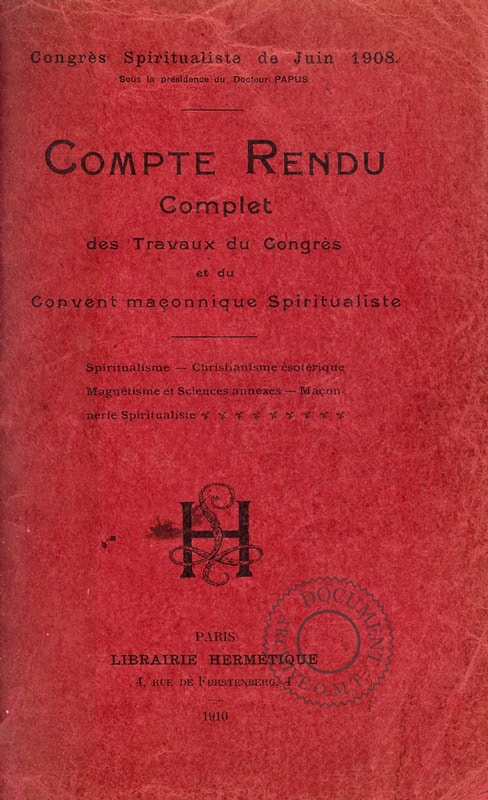 Congrès Spiritualiste de Juin 1908.
Sous la présidence du Docteur PAPUS
COMPTE RENDU
Complet
des Travaux du Congrès
et du
Convent maçonnique Spiritualiste
Spiritualisme — Christianisme ésotérique
Magnétisme et Sciences annexes — Maçon-
nerie Spiritualiste
H
PARIS
LIBRAIRIE HERMÉTIQUE
4, RUE DE FURSTENBERG, 4
1910
DOCUMENT
ARCHIVE O.M.T.